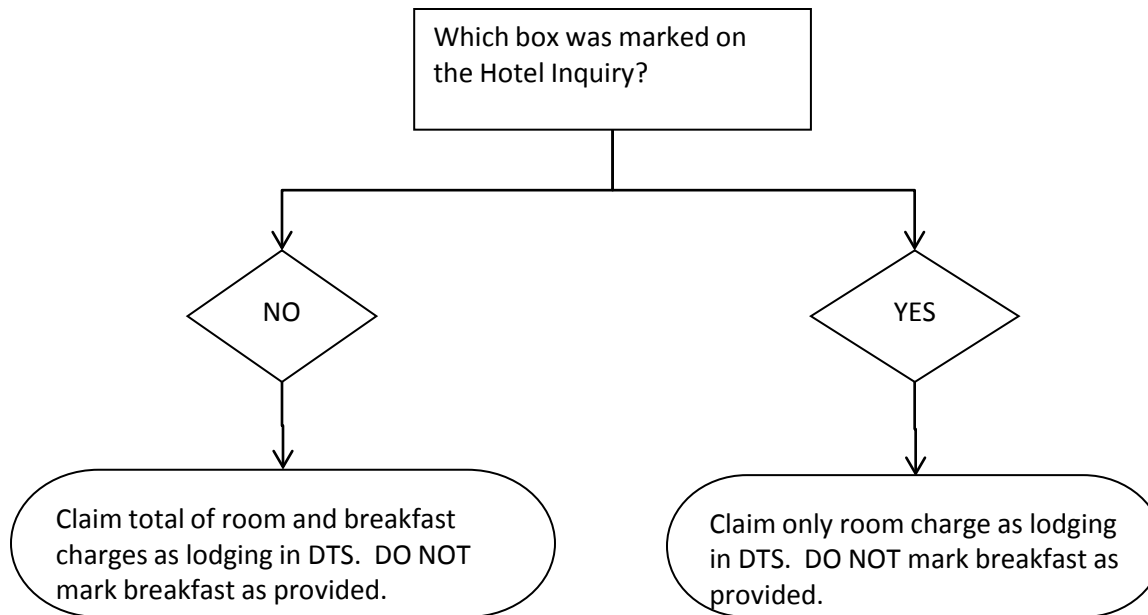 Which box was marked on
the Hotel Inquiry?
NO
YES
Claim total of room and breakfast
charges as lodging in DTS.  DO NOT
mark breakfast as provided.
Claim only room charge as lodging
in DTS.  DO NOT mark breakfast as
provided.